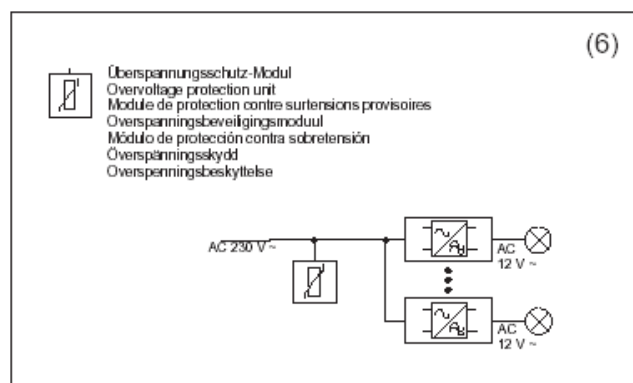 (6)
Überspannungsschutz-Modul
Overvoltage protection unit
Module de protection contre surtensions provisoires
Overspanningsbeveiligingsmoduul
Módulo de protección contra sobretensión
Överspänningsskydd
Overspenningsbeskyttelse
AC 230 V ~
AC
12 V ~
AC
12 V ~